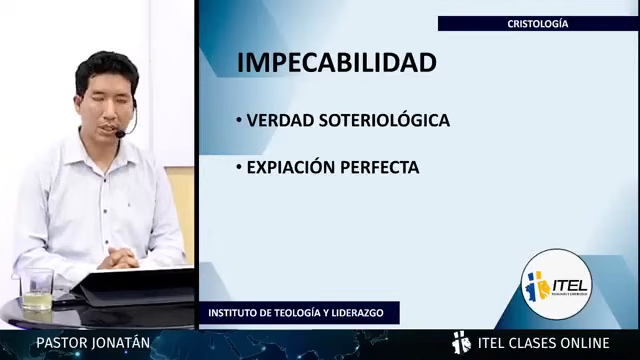 CRISTOLOGÍA
IMPECABILIDAD
• VERDAD SOTERIOLÓGICA
• EXPIACIÓN PERFECTA
ITEL
INSTITUTO DE TEOLOGÍA Y LIDERAZGO
PASTOR JONATÁN
ITEL CLASES ONLINE